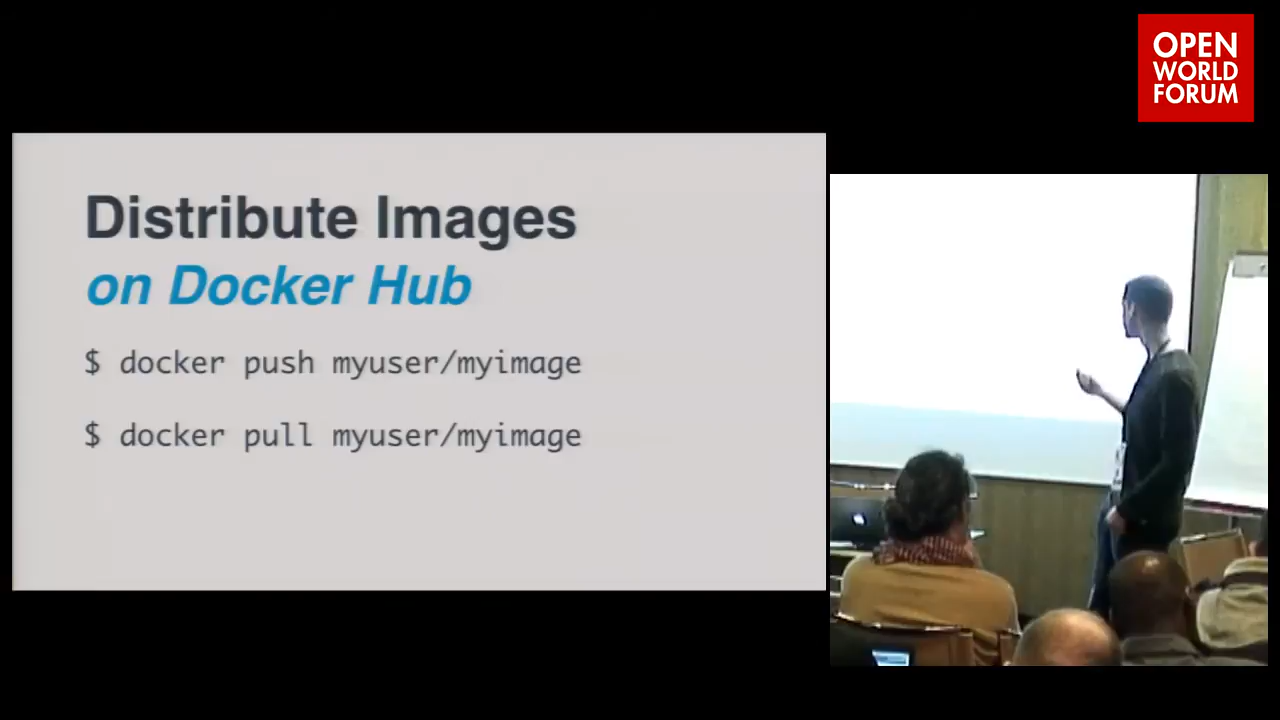 OPEN
WORLD
FORUM
Distribute Images
on Docker Hub
$ docker push myuser/myimage
$ docker pull myuser/myimage